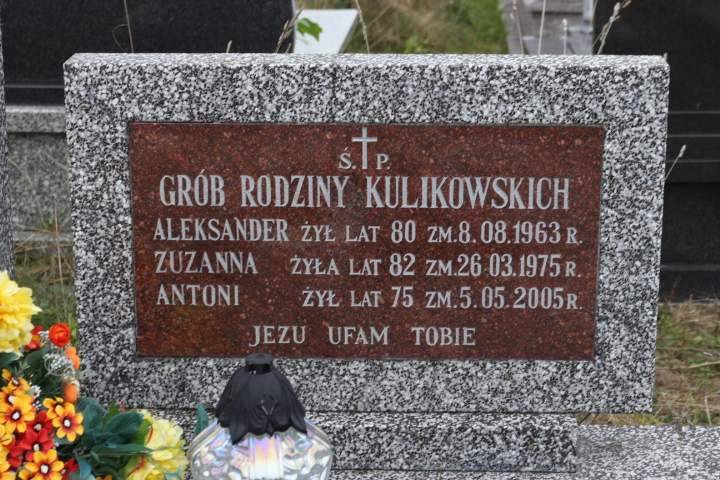 Ś. P.
GRÓB RODZINY KULIKOWSKICH
ALEKSANDER ŻYŁ LAT 80 ZM. 8.08.1963 R.
ZUZANNA ŻYŁA LAT 82 ZM. 26.03.1975 R.
ANTONI ŻYŁ LAT 75 ZM. 5.05.2005 R.
JEZU UFAM TOBIE